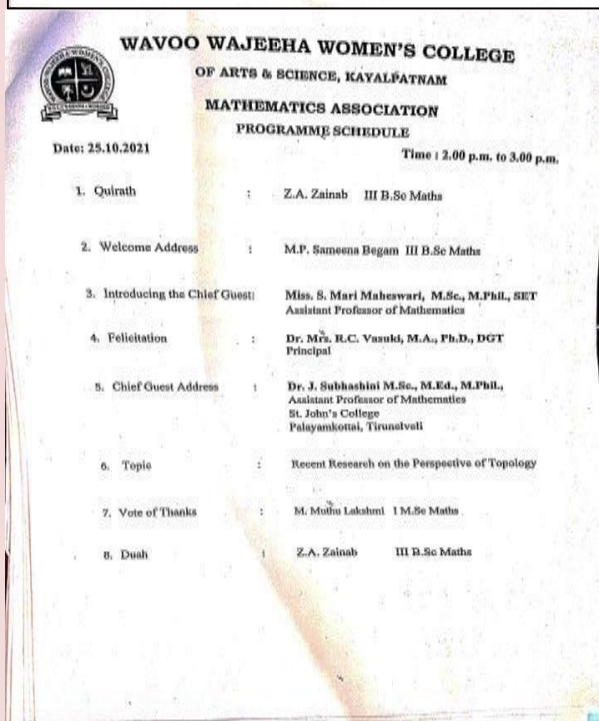 WAVOO WAJEEHA WOMEN'S COLLEGE
OF ARTS & SCIENCE, KAYALPATNAM
MATHEMATICS ASSOCIATION
PROGRAMME SCHEDULE
Date: 25.10.2021 Time : 2.00 p.m. to 3.00 p.m.
1. Quirath : Z.A. Zainab III B.Sc Maths
2. Welcome Address : M.P. Sameena Begam III B.Sc Maths
3. Introducing the Chief Guest: Miss. S. Mari Maheswari, M.Sc., M.Phil., SET
Assistant Professor of Mathematics
4. Felicitation : Dr. Mrs. R.C. Vasuki, M.A., Ph.D., DGT
Principal
5. Chief Guest Address : Dr. J. Subhashini M.Sc., M.Ed., M.Phil.,
Assistant Professor of Mathematics
St. John's College
Palayamkottai, Tirunelveli
6. Topic : Recent Research on the Perspective of Topology
7. Vote of Thanks : M. Muthu Lakshmi I M.Sc Maths
8. Duah : Z.A. Zainab III B.Sc Maths